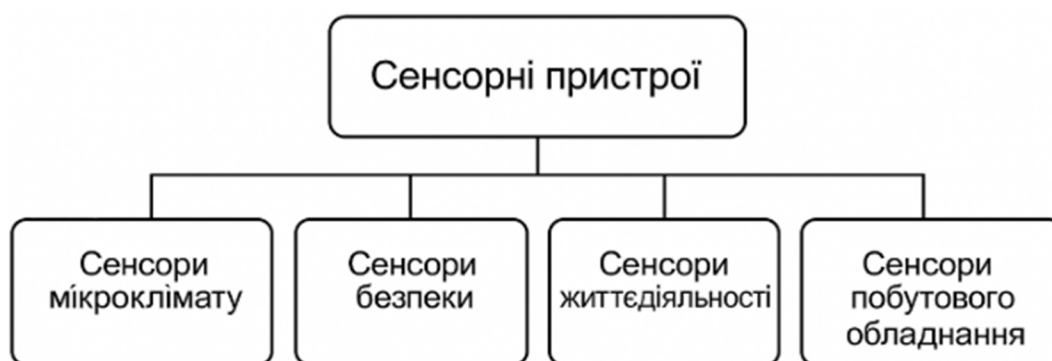 Сенсорні пристрої
Сенсори
мікроклімату
Сенсори
безпеки
Сенсори
життєдіяльності
Сенсори
побутового
обладнання